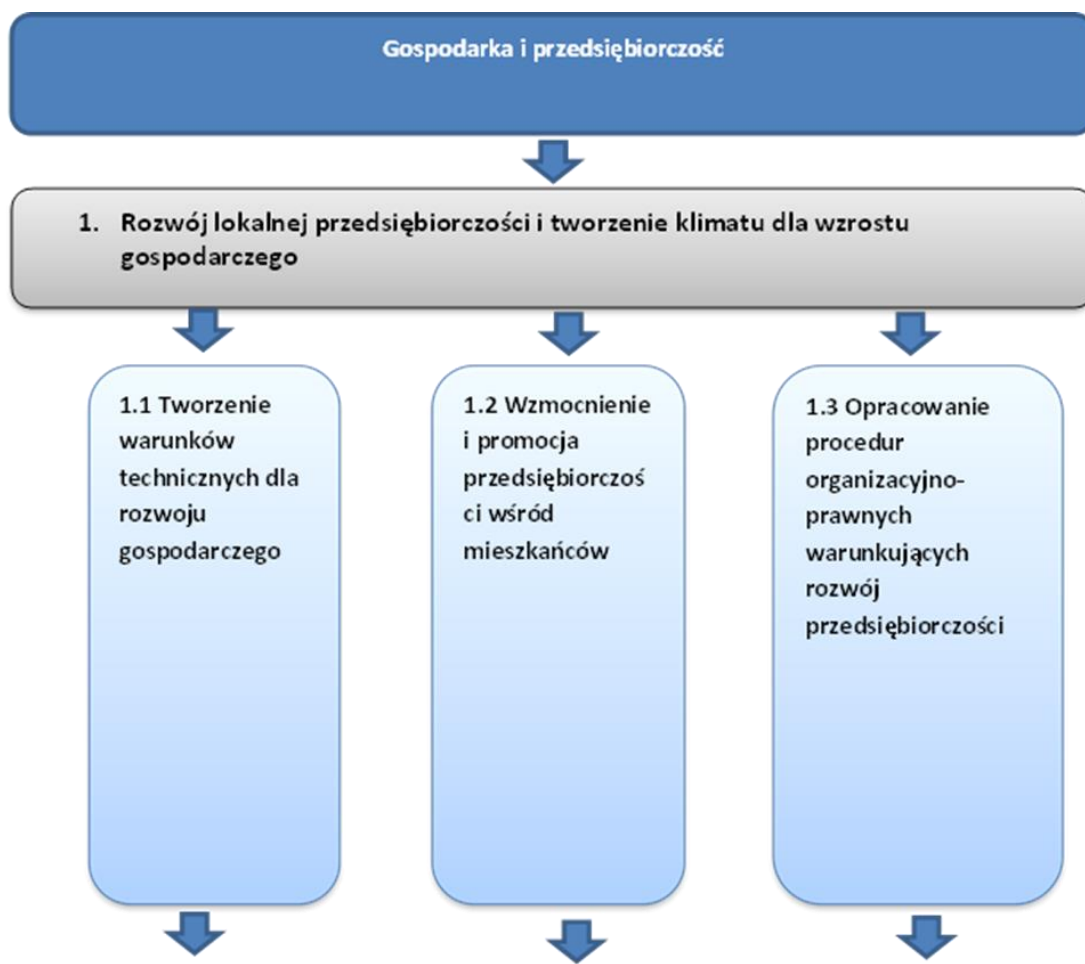 Gospodarka i przedsiębiorczość
1. Rozwój lokalnej przedsiębiorczości i tworzenie klimatu dla wzrostu
gospodarczego
1.1 Tworzenie
warunków
technicznych dla
rozwoju
gospodarczego
1.2 Wzmocnienie
i promocja
przedsiębiorczoś
ci wśród
mieszkańców
1.3 Opracowanie
procedur
organizacyjno-
prawnych
warunkujących
rozwój
przedsiębiorczości